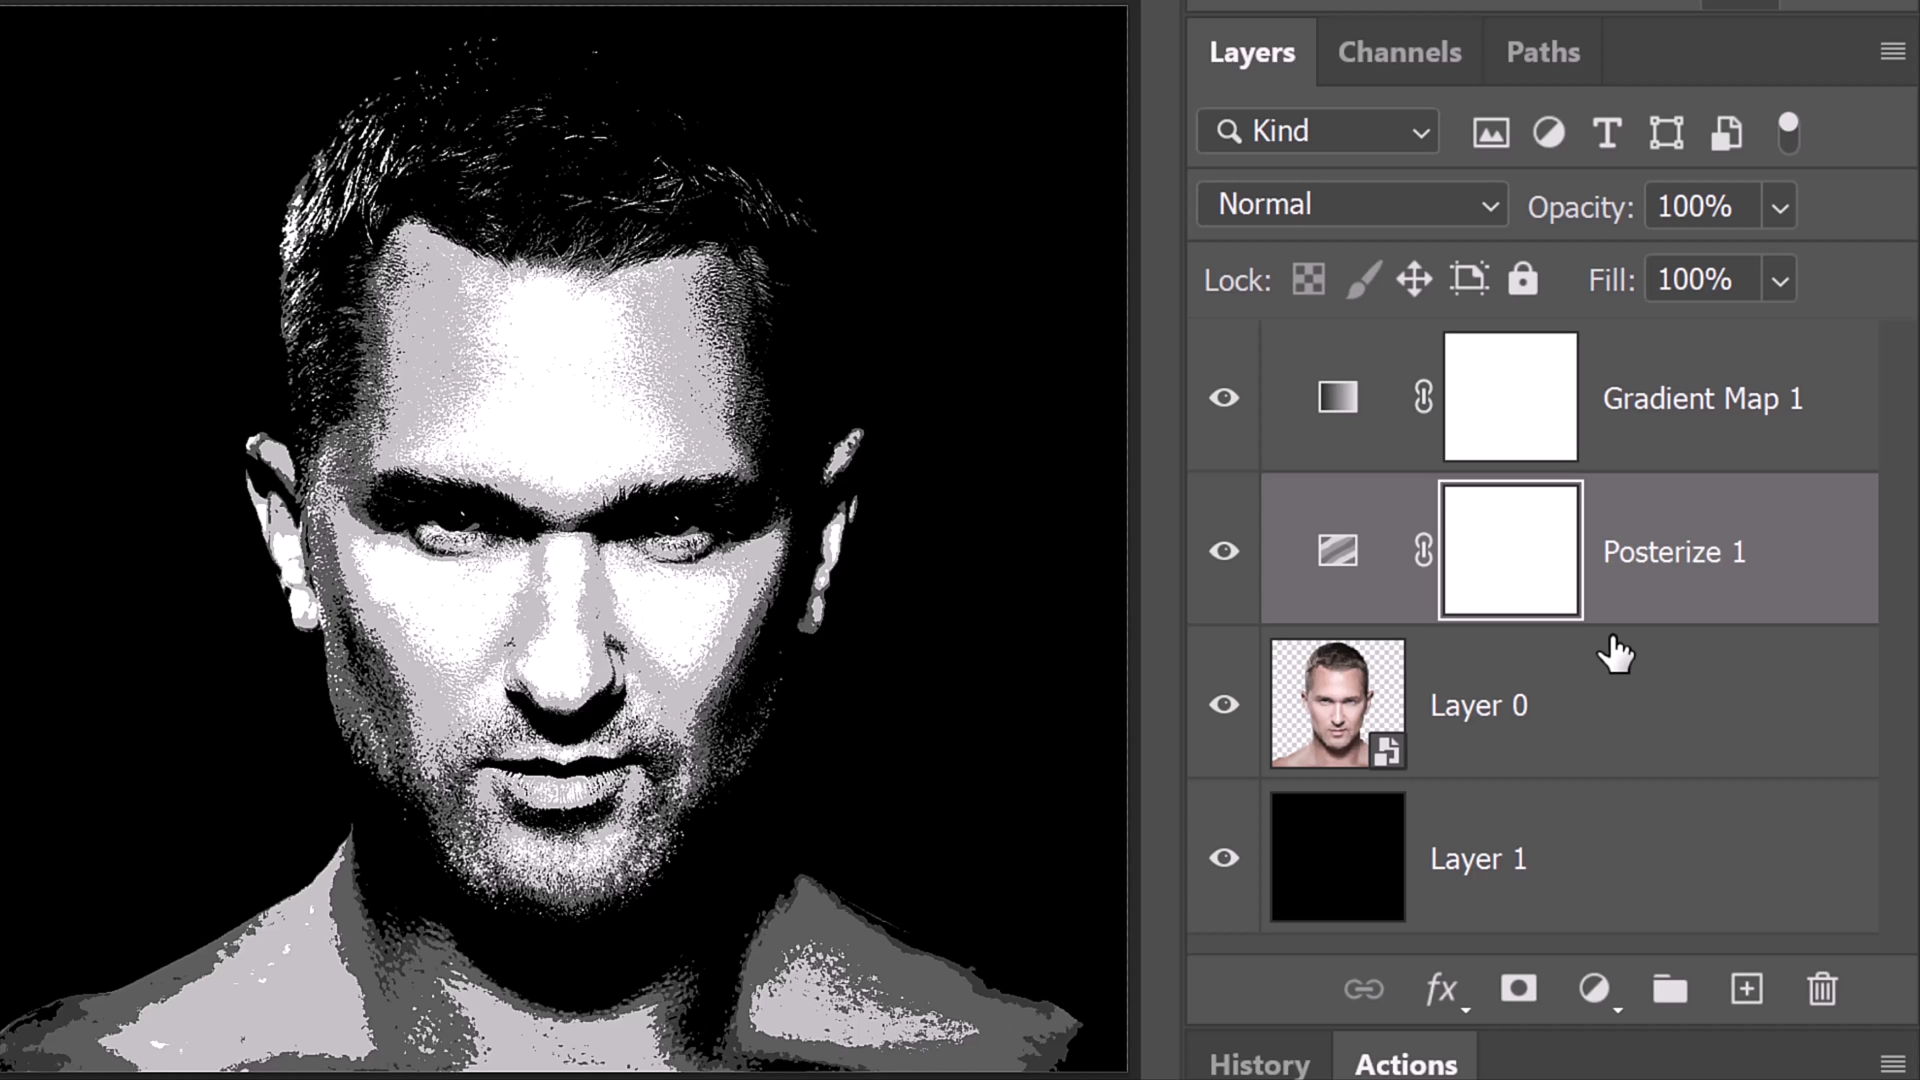 Layers Channels Paths
Kind
Normal Opacity: 100%
Lock: Fill: 100%
Gradient Map 1
Posterize 1
Layer 0
Layer 1
fx
History Actions